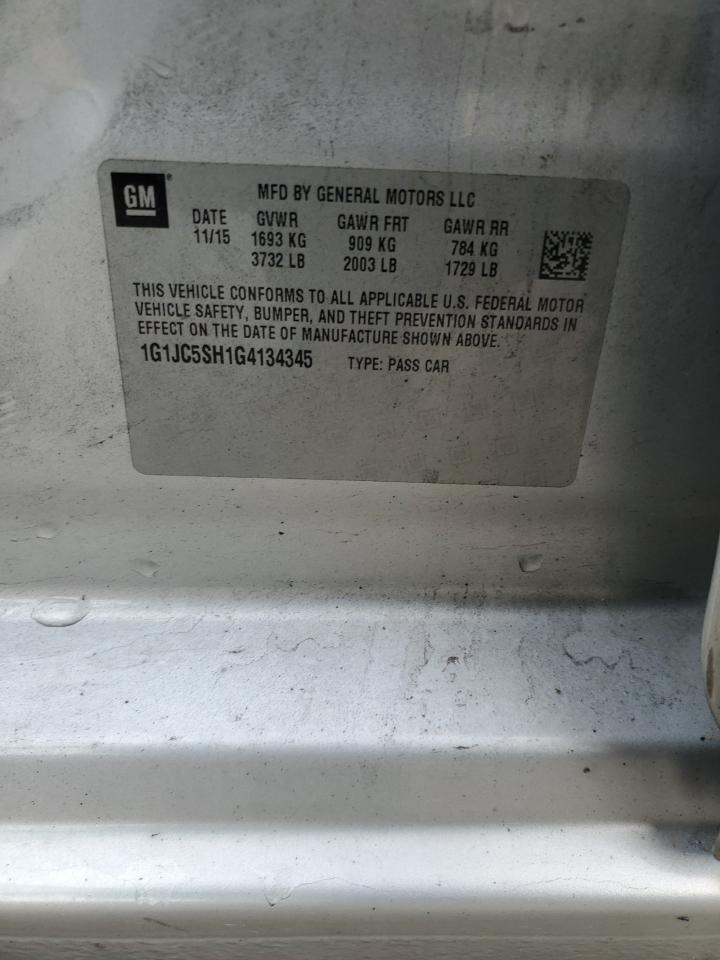 GM® MFD BY GENERAL MOTORS LLC
DATE GVWR GAWR FRT GAWR RR
11/15 1693 KG 909 KG 784 KG
3732 LB 2003 LB 1729 LB
THIS VEHICLE CONFORMS TO ALL APPLICABLE U.S. FEDERAL MOTOR
VEHICLE SAFETY, BUMPER, AND THEFT PREVENTION STANDARDS IN
EFFECT ON THE DATE OF MANUFACTURE SHOWN ABOVE.
1G1JC5SH1G4134345 TYPE: PASS CAR